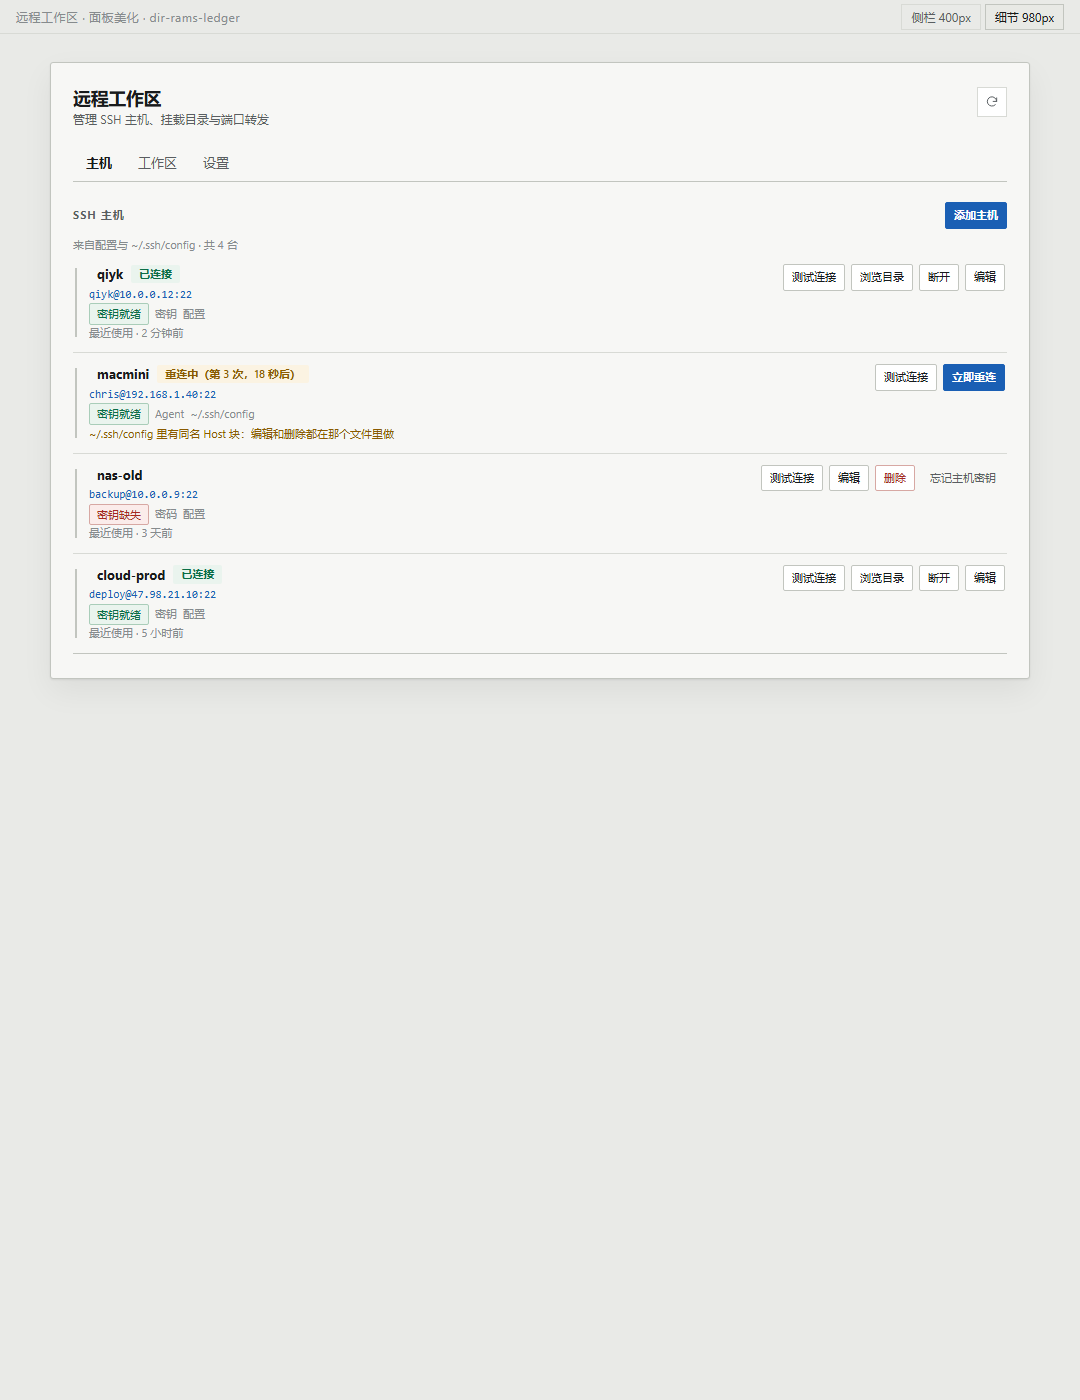 远程工作区 · 面板美化 · dir-rams-ledger
侧栏 400px
细节 980px
远程工作区
管理 SSH 主机、挂载目录与端口转发
主机 工作区 设置
SSH 主机
添加主机
来自配置与 ~/.ssh/config · 共 4 台
qiyk 已连接
测试连接 浏览目录 断开 编辑
qiyk@10.0.0.12:22
密钥就绪 密钥 配置
最近使用 · 2 分钟前
macmini 重连中（第 3 次，18 秒后）
测试连接 立即重连
chris@192.168.1.40:22
密钥就绪 Agent ~/.ssh/config
~/.ssh/config 里有同名 Host 块：编辑和删除都在那个文件里做
nas-old
测试连接 编辑 删除 忘记主机密钥
backup@10.0.0.9:22
密钥缺失 密码 配置
最近使用 · 3 天前
cloud-prod 已连接
测试连接 浏览目录 断开 编辑
deploy@47.98.21.10:22
密钥就绪 密钥 配置
最近使用 · 5 小时前